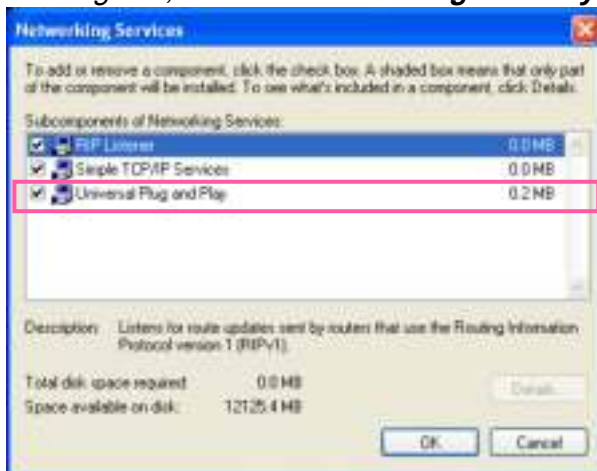 Networking Services
To add or remove a component, click the check box. A shaded box means that only part
of the component will be installed. To see what's included in a component, click Details.
Subcomponents of Networking Services:
RIP Listener 0.0 MB
Simple TCP/IP Services 0.0 MB
Universal Plug and Play 0.2 MB
Description: Listens for route updates sent by routers that use the Routing Information
Protocol version 1 (RIPv1).
Total disk space required: 0.0 MB
Details...
Space available on disk: 12125.4 MB
OK
Cancel